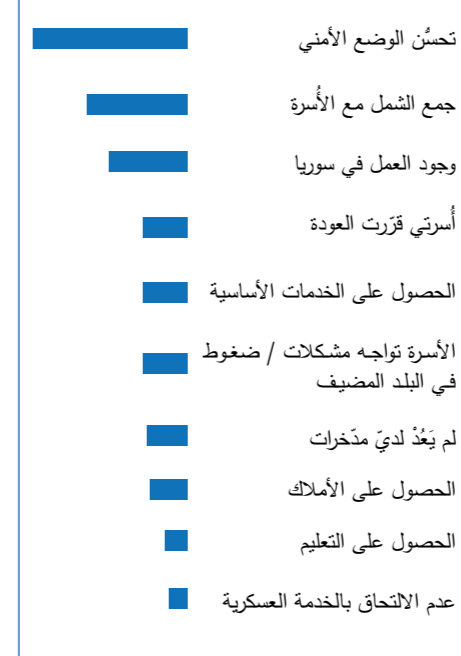 تحسُّن الوضع الأمني
جمع الشمل مع الأُسرة
وجود العمل في سوريا
أُسرتي قرّرت العودة
الحصول على الخدمات الأساسية
الأسرة تواجه مشكلات / ضغوط
في البلد المضيف
لم يَعُدْ لديّ مدّخرات
الحصول على الأملاك
الحصول على التعليم
عدم الالتحاق بالخدمة العسكرية